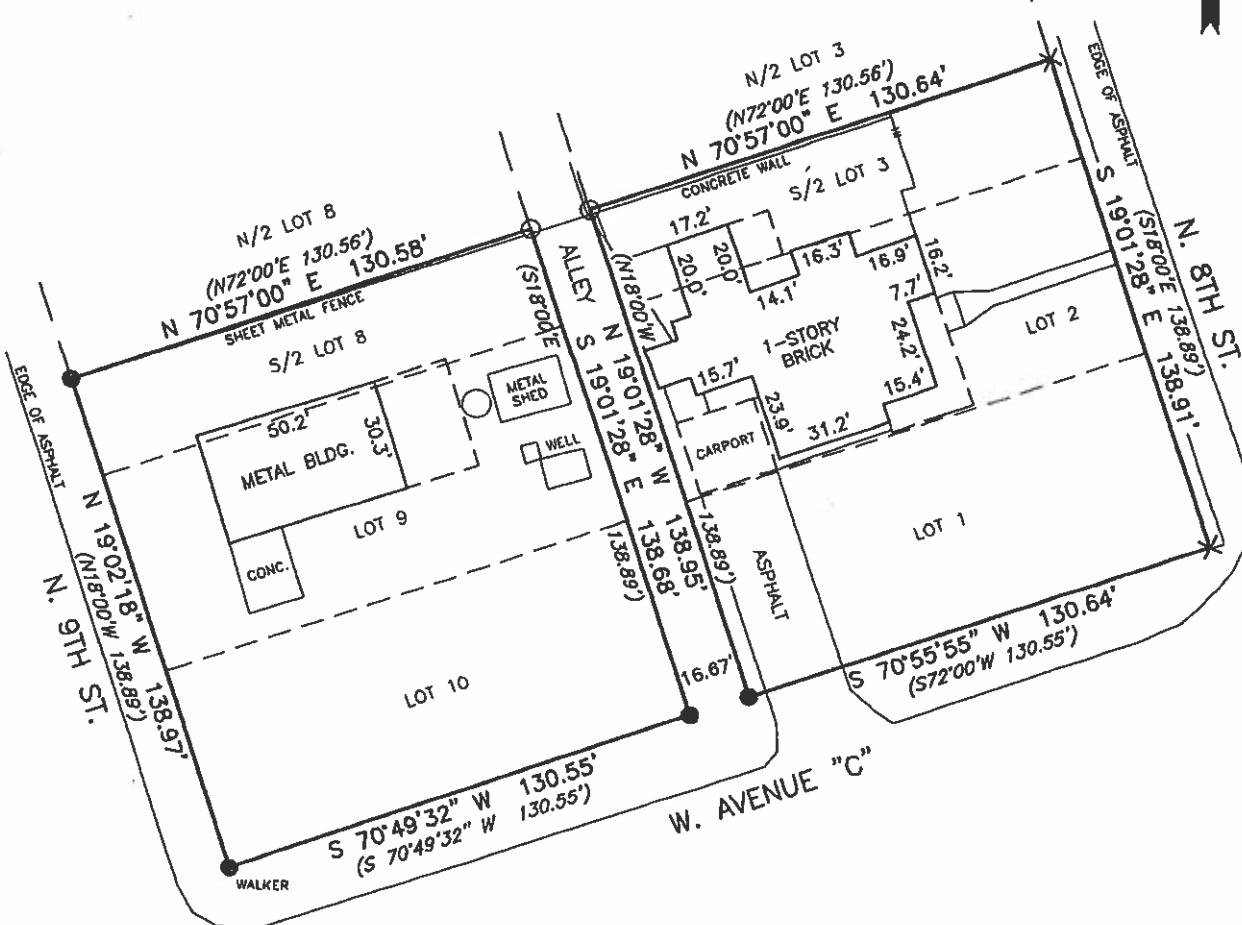 N/2 LOT 3
(N72°00'E 130.56')
N 70°57'00" E 130.64'
CONCRETE WALL
S/2 LOT 3
EDGE OF ASPHALT
S 19°01'28" E 138.91'
(S18°00'E 138.89')
N. 8TH ST.
N/2 LOT 8
(N72°00'E 130.56')
N 70°57'00" E 130.58'
SHEET METAL FENCE
S/2 LOT 8
ALLEY
(S18°00'E
138.89')
S 19°01'28" E 138.68'
N 19°01'28" W 138.95'
(N18°00'W
138.89')
17.2'
20.0'
20.0'
14.1'
16.3'
16.9'
16.2'
7.7'
24.2'
15.4'
31.2'
23.9'
15.7'
1-STORY
BRICK
CARPORT
LOT 2
LOT 1
ASPHALT
EDGE OF ASPHALT
50.2'
30.3'
METAL BLDG.
METAL
SHED
WELL
CONC.
LOT 9
LOT 10
N 19°02'18" W 138.97'
(N18°00'W 138.89')
N. 9TH ST.
16.67'
S 70°55'55" W 130.64'
(S72°00'W 130.55')
S 70°49'32" W 130.55'
(S 70°49'32" W 130.55')
W. AVENUE "C"
WALKER